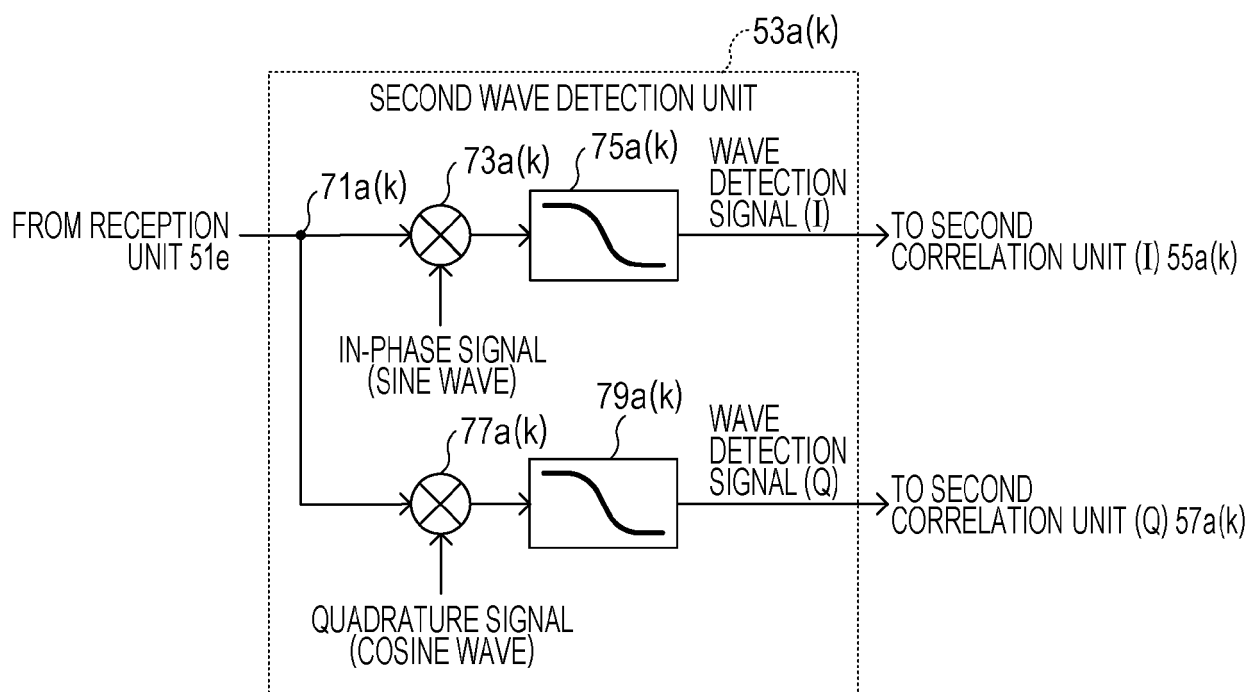 53a(k)
SECOND WAVE DETECTION UNIT
71a(k)
73a(k)
75a(k)
WAVE
DETECTION
SIGNAL (I)
FROM RECEPTION
UNIT 51e
TO SECOND
CORRELATION UNIT (I) 55a(k)
IN-PHASE SIGNAL
(SINE WAVE)
77a(k)
79a(k)
WAVE
DETECTION
SIGNAL (Q)
TO SECOND
CORRELATION UNIT (Q) 57a(k)
QUADRATURE SIGNAL
(COSINE WAVE)